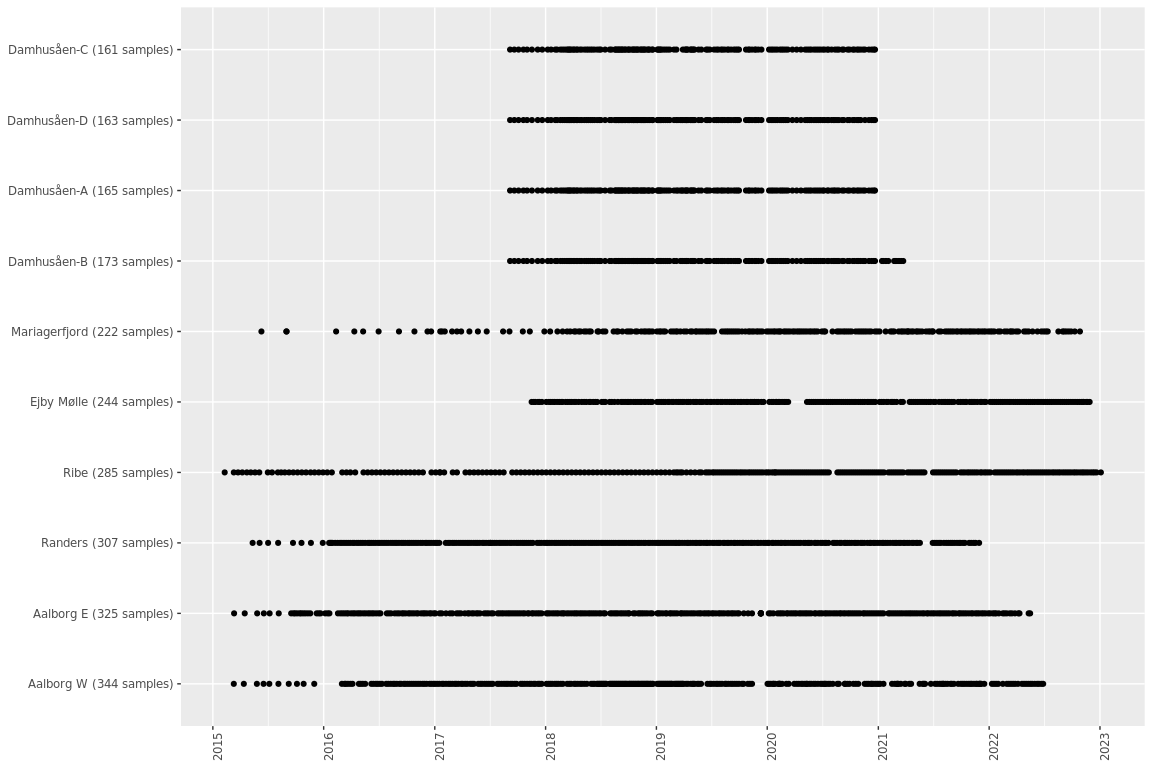 Damhusåen-C (161 samples)
Damhusåen-D (163 samples)
Damhusåen-A (165 samples)
Damhusåen-B (173 samples)
Mariagerfjord (222 samples)
Ejby Mølle (244 samples)
Ribe (285 samples)
Randers (307 samples)
Aalborg E (325 samples)
Aalborg W (344 samples)
2015
2016
2017
2018
2019
2020
2021
2022
2023